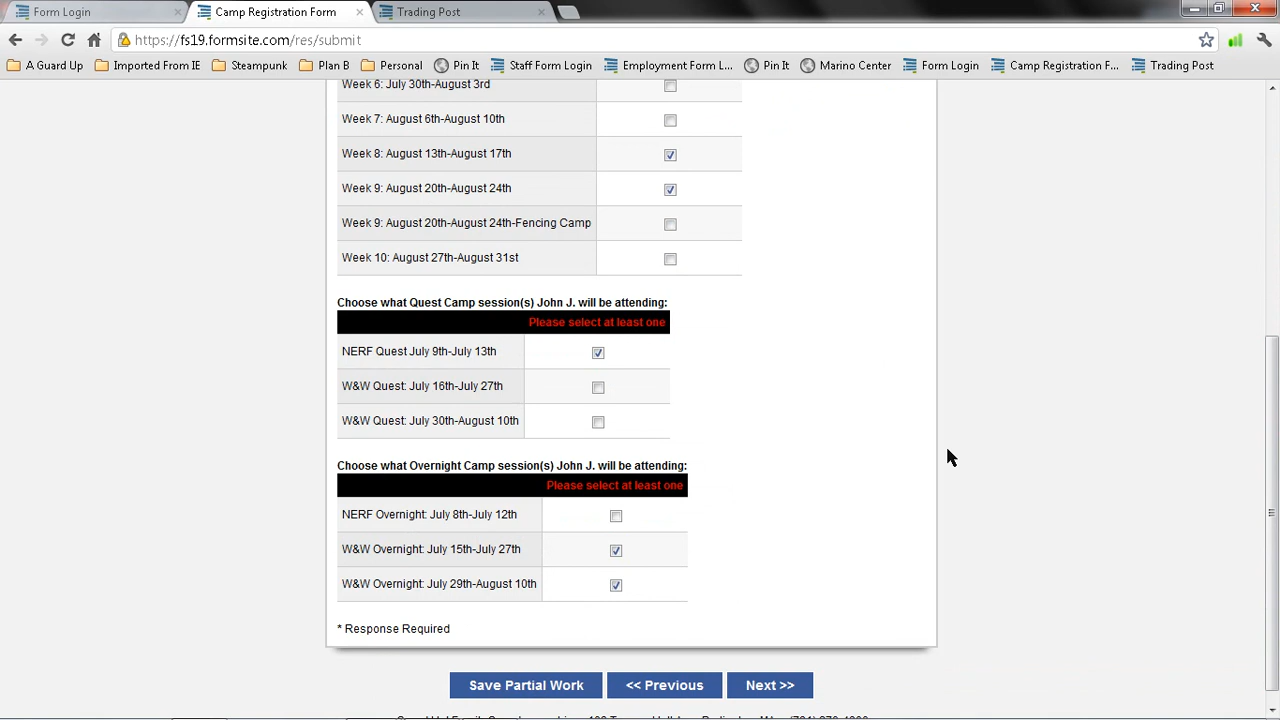 Form Login
Camp Registration Form
Trading Post
https://fs19.formsite.com/res/submit
A Guard Up
Imported From IE
Steampunk
Plan B
Personal
Pin It
Staff Form Login
Employment Form L...
Pin It
Marino Center
Form Login
Camp Registration F...
Trading Post
Week 6: July 30th-August 3rd
Week 7: August 6th-August 10th
Week 8: August 13th-August 17th
Week 9: August 20th-August 24th
Week 9: August 20th-August 24th-Fencing Camp
Week 10: August 27th-August 31st
Choose what Quest Camp session(s) John J. will be attending:
Please select at least one
NERF Quest July 9th-July 13th
W&W Quest: July 16th-July 27th
W&W Quest: July 30th-August 10th
Choose what Overnight Camp session(s) John J. will be attending:
Please select at least one
NERF Overnight: July 8th-July 12th
W&W Overnight: July 15th-July 27th
W&W Overnight: July 29th-August 10th
* Response Required
Save Partial Work
<< Previous
Next >>